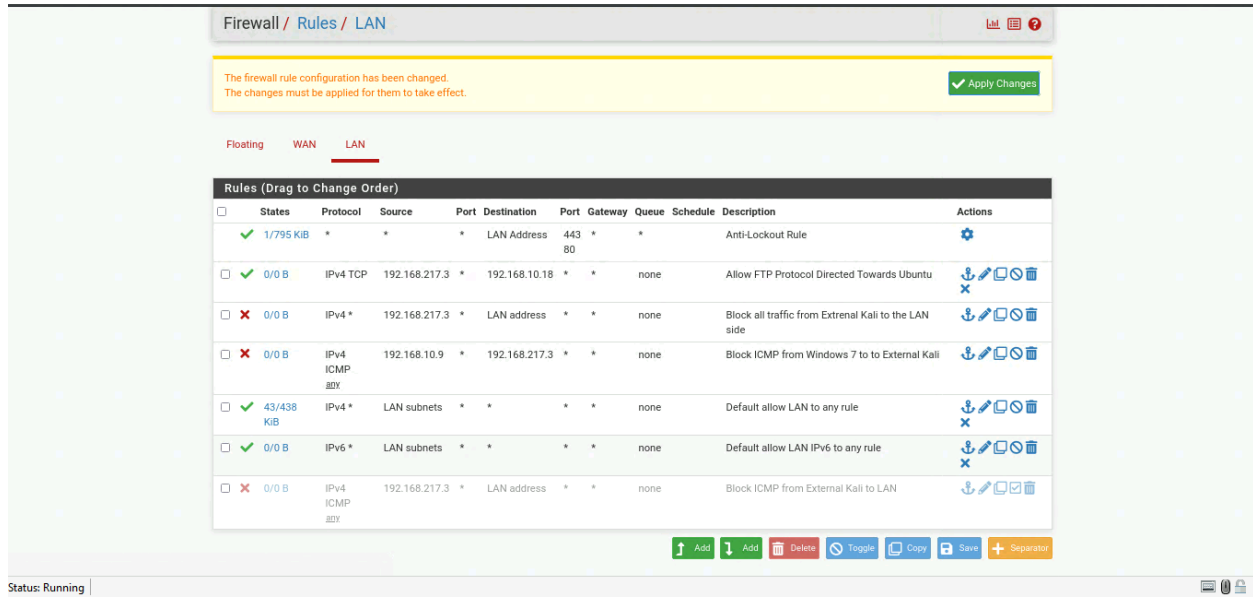 Firewall / Rules / LAN
The firewall rule configuration has been changed.
The changes must be applied for them to take effect.
Apply Changes
Floating WAN LAN
Rules (Drag to Change Order)
States Protocol Source Port Destination Port Gateway Queue Schedule Description Actions
1/795 KiB * * * LAN Address 443 * * Anti-Lockout Rule
80
0/0 B IPv4 TCP 192.168.217.3 * 192.168.10.18 * * none Allow FTP Protocol Directed Towards Ubuntu
0/0 B IPv4 * 192.168.217.3 * LAN address * * none Block all traffic from Extrenal Kali to the LAN
side
0/0 B IPv4 192.168.10.9 * 192.168.217.3 * * none Block ICMP from Windows 7 to to External Kali
ICMP
any
43/438 IPv4 * LAN subnets * * * * none Default allow LAN to any rule
KiB
0/0 B IPv6 * LAN subnets * * * * none Default allow LAN IPv6 to any rule
0/0 B IPv4 192.168.217.3 * LAN address * * none Block ICMP from External Kali to LAN
ICMP
any
Add Add Delete Toggle Copy Save Separator
Status: Running